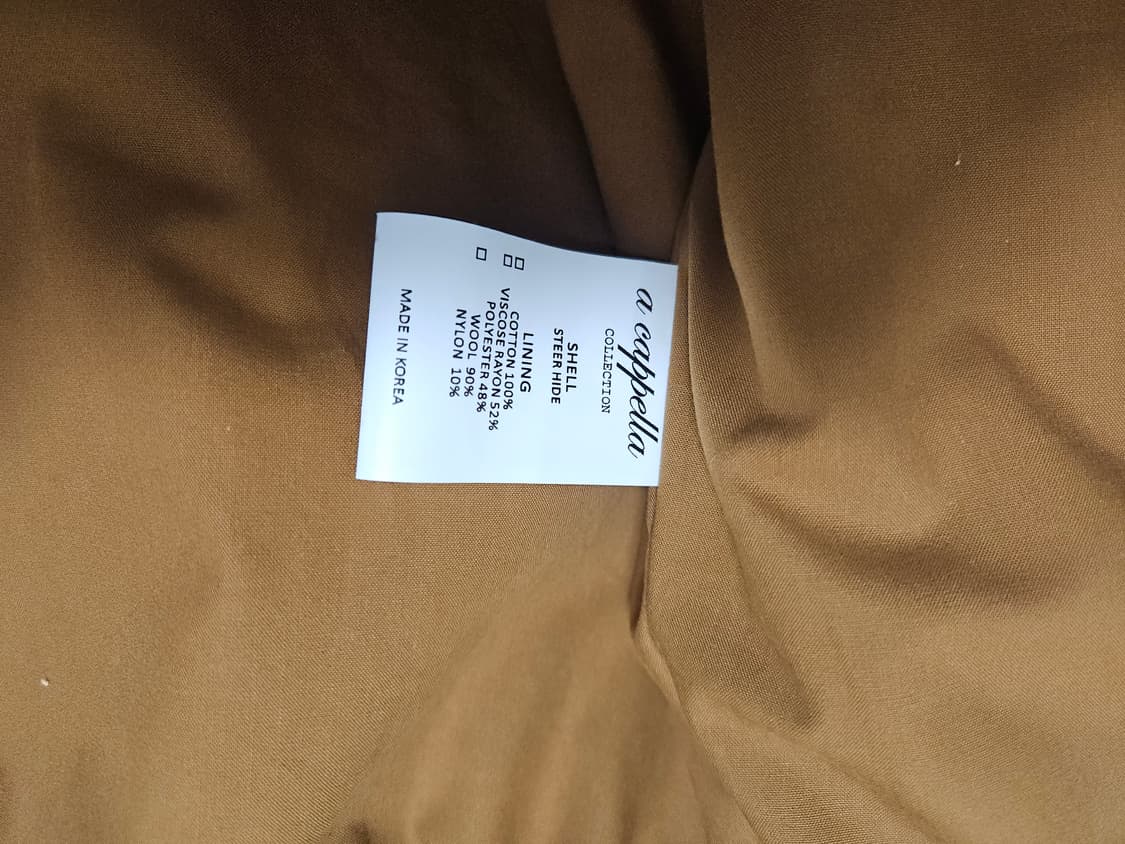 a cappella
COLLECTION
SHELL
STEER HIDE
LINING
□ COTTON 100%
□ VISCOSE RAYON 52%
POLYESTER 48%
□ WOOL 90%
NYLON 10%
MADE IN KOREA